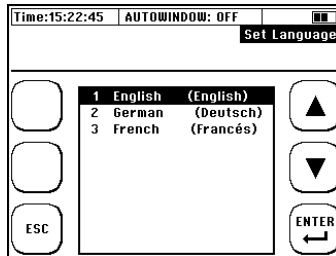 Time:15:22:45 AUTOWINDOW: OFF
Set Language
1 English (English)
2 German (Deutsch)
3 French (Francés)
ESC
ENTER